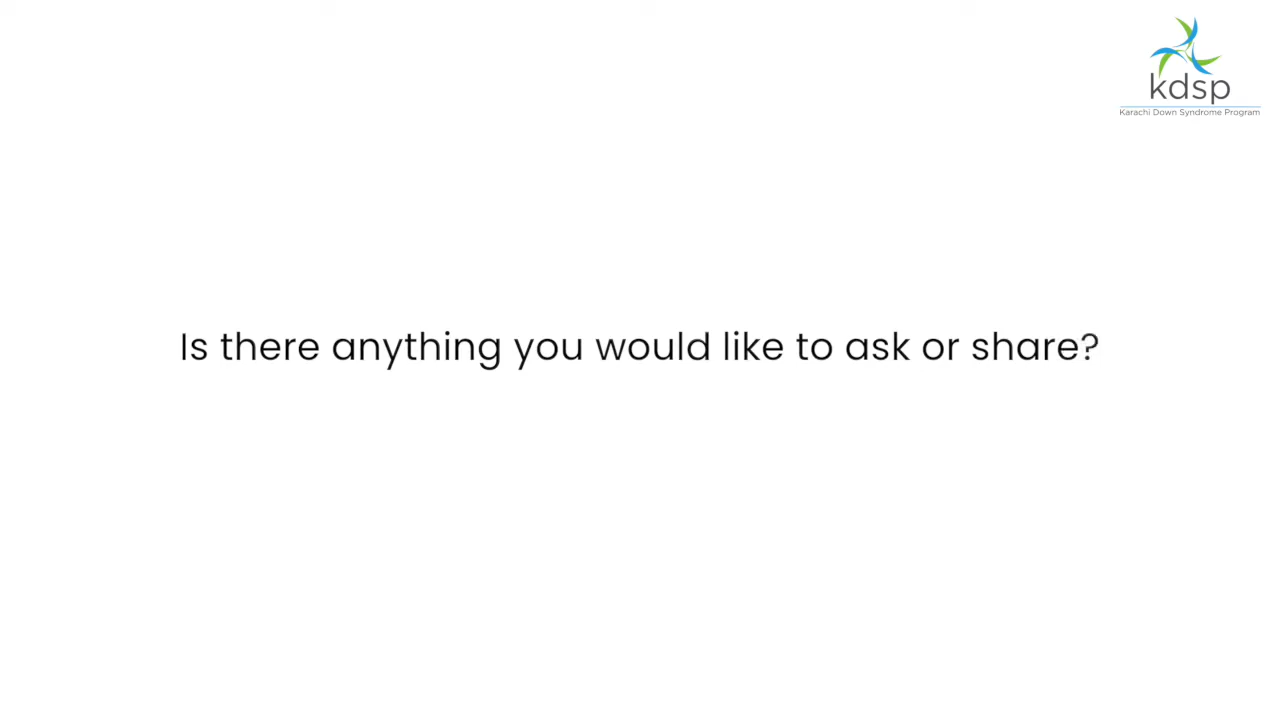 kdsp
Karachi Down Syndrome Program
Is there anything you would like to ask or share?